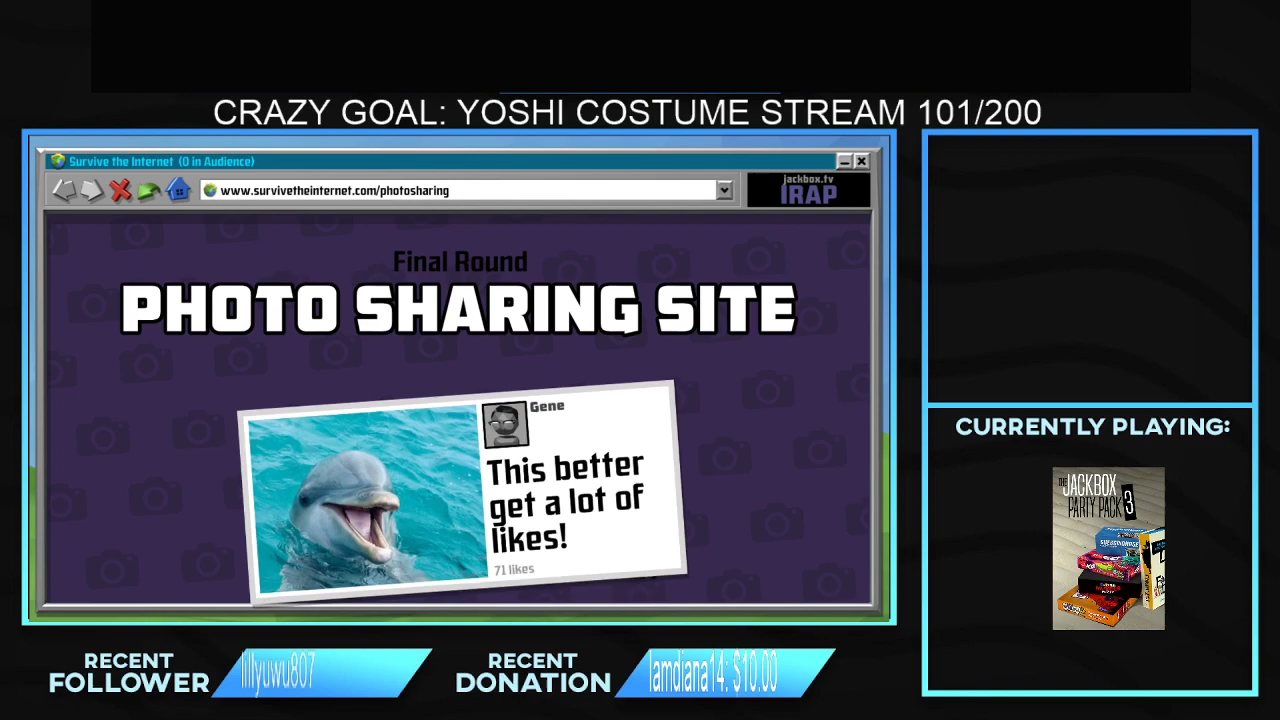 CRAZY GOAL: YOSHI COSTUME STREAM 101/200
Survive the Internet (0 in Audience)
www.survivetheinternet.com/photosharing
jackbox.tv
IRAP
Final Round
PHOTO SHARING SITE
Gene
This better
get a lot of
likes!
71 likes
CURRENTLY PLAYING:
THE
JACKBOX
PARTY PACK 3
RECENT
FOLLOWER
lillyuwu807
RECENT
DONATION
Iamdiana14: $10.00